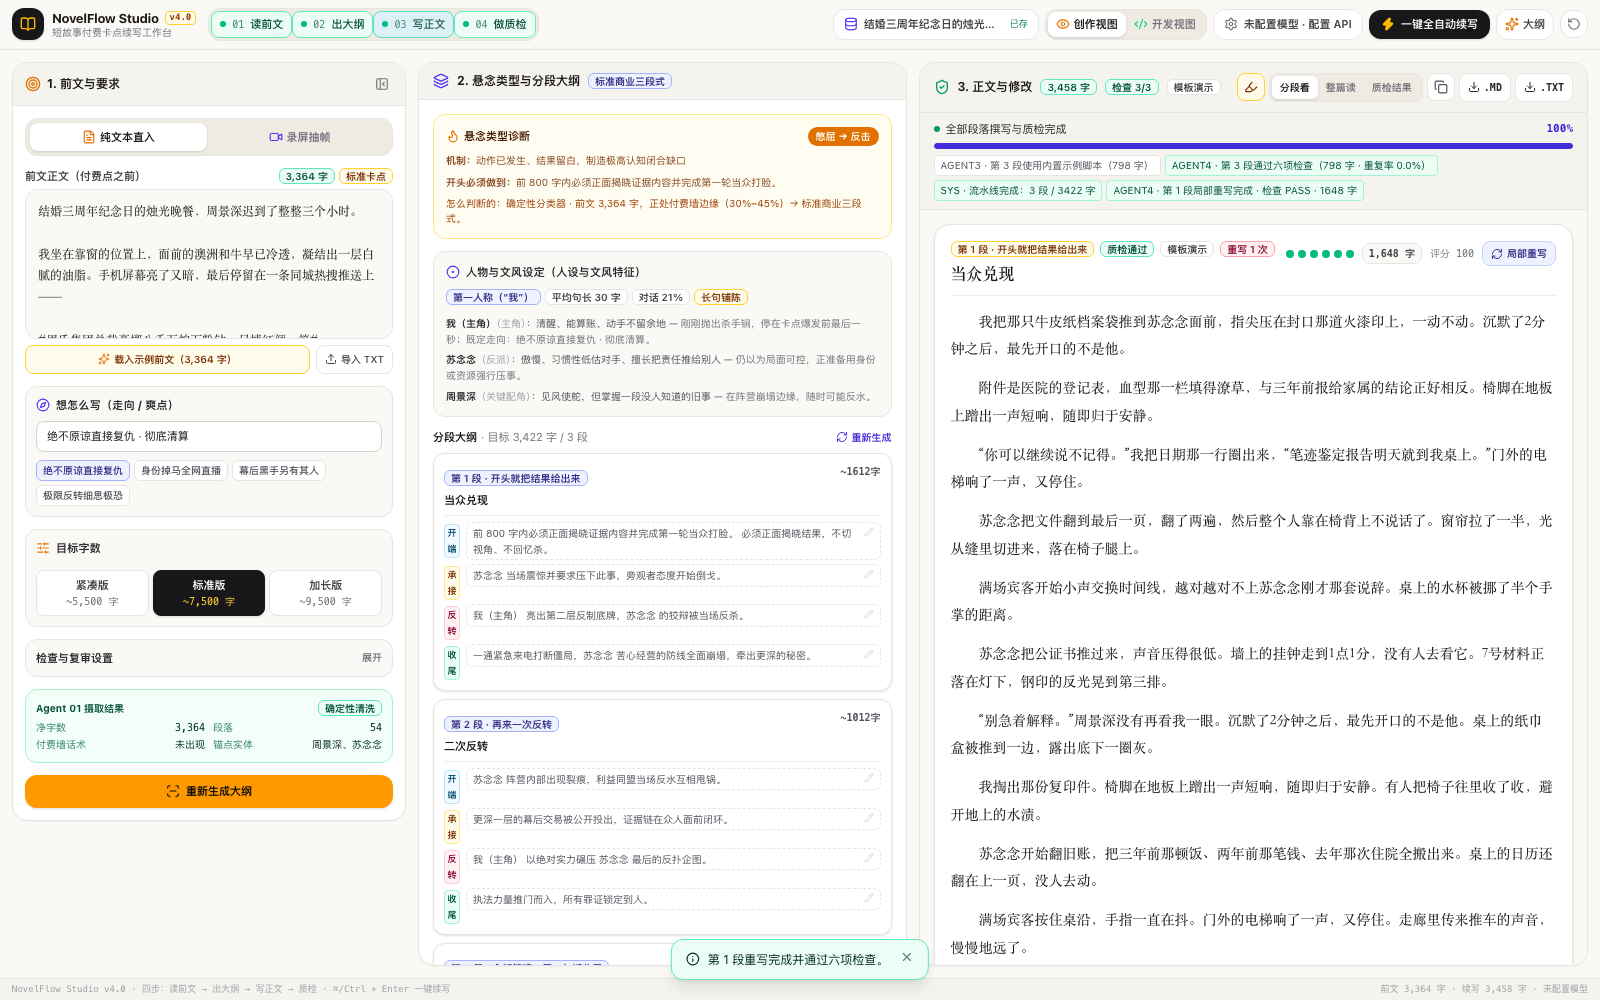 NovelFlow Studio v4.0
短故事付费卡点续写工作台
01 读前文
02 出大纲
03 写正文
04 做质检
结婚三周年纪念日的烛光... 已存
创作视图
开发视图
未配置模型 · 配置 API
一键全自动续写
大纲
1. 前文与要求
纯文本直入
录屏抽帧
前文正文（付费点之前） 3,364 字 标准卡点
结婚三周年纪念日的烛光晚餐，周景深迟到了整整三个小时。
我坐在靠窗的位置上，面前的澳洲和牛早已冷透，凝结出一层白
腻的油脂。手机屏幕亮了又暗，最后停留在一条同城热搜推送上
——
载入示例前文（3,364 字）
导入 TXT
想怎么写（走向 / 爽点）
绝不原谅直接复仇 · 彻底清算
绝不原谅直接复仇
身份掉马全网直播
幕后黑手另有其人
极限反转细思极恐
目标字数
紧凑版
~5,500 字
标准版
~7,500 字
加长版
~9,500 字
检查与复审设置 展开
Agent 01 摄取结果 确定性清洗
净字数 3,364 段落 54
付费墙话术 未出现 锚点实体 周景深、苏念念
重新生成大纲
2. 悬念类型与分段大纲 标准商业三段式
悬念类型诊断 憋屈 → 反击
机制：动作已发生、结果留白，制造极高认知闭合缺口
开头必须做到：前 800 字内必须正面揭晓证据内容并完成第一轮当众打脸。
怎么判断的：确定性分类器 · 前文 3,364 字，正处付费墙边缘（30%–45%）→ 标准商业三段
式。
人物与文风设定（人设与文风特征）
第一人称（“我”）
平均句长 30 字
对话 21%
长句铺陈
我（主角）（主角）：清醒、能算账、动手不留余地 — 刚刚抛出杀手锏，停在卡点爆发前最后一
秒；既定走向：绝不原谅直接复仇 · 彻底清算。
苏念念（反派）：傲慢、习惯性低估对手、擅长把责任推给别人 — 仍以为局面可控，正准备用身份
或资源强行压事。
周景深（关键配角）：见风使舵，但掌握一段没人知道的旧事 — 在阵营崩塌边缘，随时可能反水。
分段大纲 · 目标 3,422 字 / 3 段 重新生成
第 1 段 · 开头就把结果给出来 ~1612字
当众兑现
开端 前 800 字内必须正面揭晓证据内容并完成第一轮当众打脸。 必须正面揭晓结果，不切
视角、不回忆杀。
承接 苏念念 当场震惊并要求压下此事，旁观者态度开始倒戈。
反转 我（主角） 亮出第二层反制底牌，苏念念 的狡辩被当场反杀。
收尾 一通紧急来电打断僵局，苏念念 苦心经营的防线全面崩塌，牵出更深的秘密。
第 2 段 · 再来一次反转 ~1012字
二次反转
开端 苏念念 阵营内部出现裂痕，利益同盟当场反水互相甩锅。
承接 更深一层的幕后交易被公开投出，证据链在众人面前闭环。
反转 我（主角） 以绝对实力碾压 苏念念 最后的反扑企图。
收尾 执法力量推门而入，所有罪证锁定到人。
3. 正文与修改 3,458 字 检查 3/3 模板演示
分段看
整篇读
质检结果
.MD
.TXT
全部段落撰写与质检完成 100%
AGENT3 · 第 3 段使用内置示例脚本（798 字）
AGENT4 · 第 3 段通过六项检查（798 字 · 重复率 0.0%）
SYS · 流水线完成：3 段 / 3422 字
AGENT4 · 第 1 段局部重写完成 · 检查 PASS · 1648 字
第 1 段 · 开头就把结果给出来
质检通过
模板演示
重写 1 次
1,648 字
评分 100
局部重写
当众兑现
我把那只牛皮纸档案袋推到苏念念面前，指尖压在封口那道火漆印上，一动不动。沉默了2分
钟之后，最先开口的不是他。
附件是医院的登记表，血型那一栏填得潦草，与三年前报给家属的结论正好相反。椅脚在地板
上蹭出一声短响，随即归于安静。
“你可以继续说不记得。”我把日期那一行圈出来，“笔迹鉴定报告明天就到我桌上。”门外的电
梯响了一声，又停住。
苏念念把文件翻到最后一页，翻了两遍，然后整个人靠在椅背上不说话了。窗帘拉了一半，光
从缝里切进来，落在椅子腿上。
满场宾客开始小声交换时间线，越对越对不上苏念念刚才那套说辞。桌上的水杯被挪了半个手
掌的距离。
苏念念把公证书推过来，声音压得很低。墙上的挂钟走到1点1分，没有人去看它。7号材料正
落在灯下，钢印的反光晃到第三排。
“别急着解释。”周景深没有再看我一眼。沉默了2分钟之后，最先开口的不是他。桌上的纸巾
盒被推到一边，露出底下一圈灰。
我掏出那份复印件。椅脚在地板上蹭出一声短响，随即归于安静。有人把椅子往里收了收，避
开地上的水渍。
苏念念开始翻旧账，把三年前那顿饭、两年前那笔钱、去年那次住院全搬出来。桌上的日历还
翻在上一页，没人去动。
满场宾客按住桌沿，手指一直在抖。门外的电梯响了一声，又停住。走廊里传来推车的声音，
慢慢地远了。
第 1 段重写完成并通过六项检查。
NovelFlow Studio v4.0 · 四步：读前文 → 出大纲 → 写正文 → 质检 · ⌘/Ctrl + Enter 一键续写
前文 3,364 字 · 续写 3,458 字 · 未配置模型